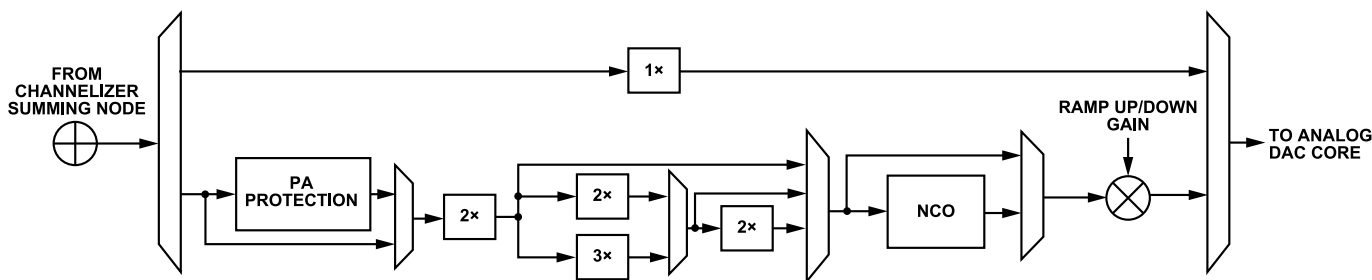 FROM
CHANNELIZER
SUMMING NODE
1×
RAMP UP/DOWN
GAIN
TO ANALOG
DAC CORE
PA
PROTECTION
2×
2×
3×
2×
NCO